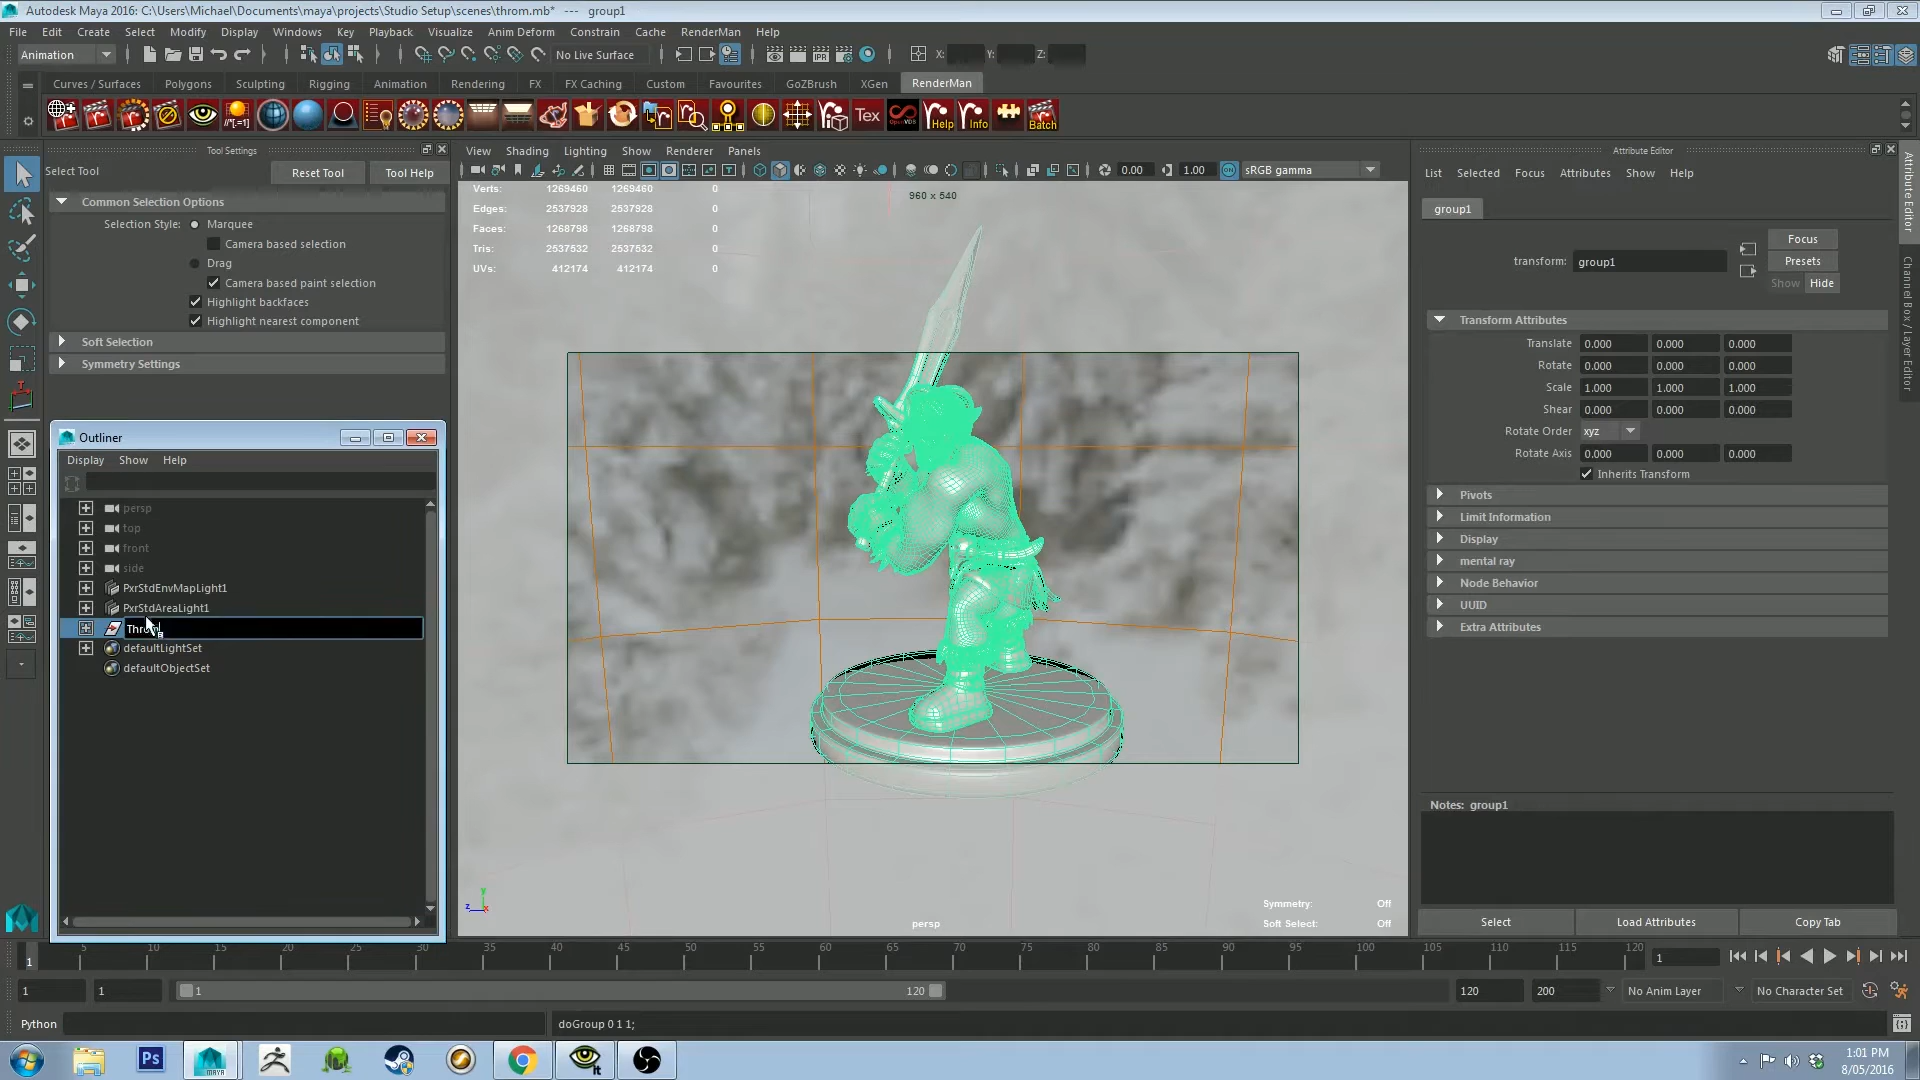 Autodesk Maya 2016: C:\Users\Michael\Documents\maya\projects\Studio Setup\scenes\throm.mb* --- group1
File Edit Create Select Modify Display Windows Key Playback Visualize Anim Deform Constrain Cache RenderMan Help
Animation No Live Surface X: Y: Z:
Curves / Surfaces Polygons Sculpting Rigging Animation Rendering FX FX Caching Custom Favourites GoZBrush XGen RenderMan
Tex Help Info Batch
Tool Settings
Select Tool Reset Tool Tool Help
Common Selection Options
Selection Style: Marquee
Camera based selection
Drag
Camera based paint selection
Highlight backfaces
Highlight nearest component
Soft Selection
Symmetry Settings
Outliner
Display Show Help
persp
top
front
side
PxrStdEnvMapLight1
PxrStdAreaLight1
Throm
defaultLightSet
defaultObjectSet
View Shading Lighting Show Renderer Panels
0.00 1.00 sRGB gamma
Verts: 1269460 1269460 0
Edges: 2537928 2537928 0
Faces: 1268798 1268798 0
Tris: 2537532 2537532 0
UVs: 412174 412174 0
960 x 540
Symmetry: Off
Soft Select: Off
persp
y
z x
Attribute Editor
List Selected Focus Attributes Show Help
group1
transform: group1
Focus
Presets
Show Hide
Transform Attributes
Translate 0.000 0.000 0.000
Rotate 0.000 0.000 0.000
Scale 1.000 1.000 1.000
Shear 0.000 0.000 0.000
Rotate Order xyz
Rotate Axis 0.000 0.000 0.000
Inherits Transform
Pivots
Limit Information
Display
mental ray
Node Behavior
UUID
Extra Attributes
Notes: group1
Select Load Attributes Copy Tab
Attribute Editor
Channel Box / Layer Editor
5 10 15 20 25 30 35 40 45 50 55 60 65 70 75 80 85 90 95 100 105 110 115 120
1 1
1 1 1 120 120 200 No Anim Layer No Character Set
Python doGroup 0 1 1;
Ps MAYA it
1:01 PM
8/05/2016